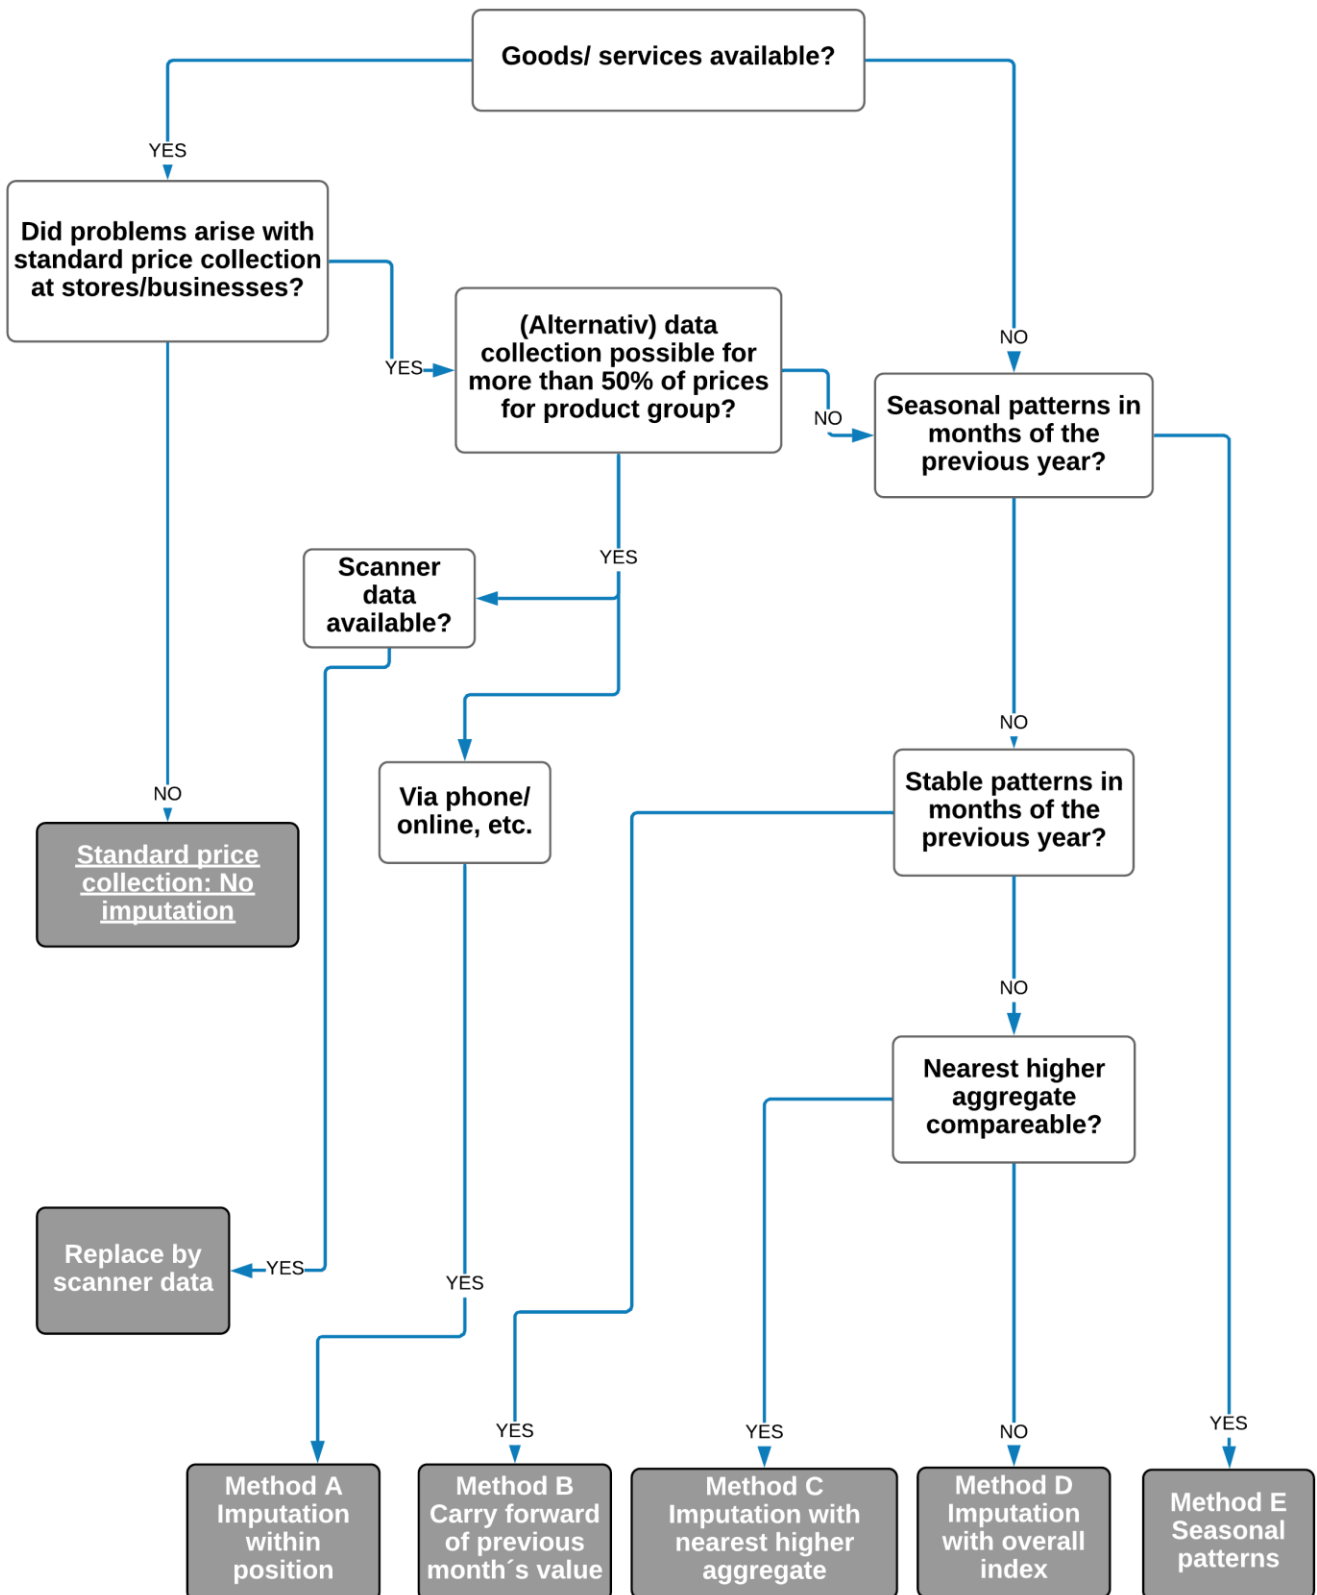 Goods/ services available?
YES
Did problems arise with
standard price collection
at stores/businesses?
YES
(Alternativ) data
collection possible for
more than 50% of prices
for product group?
NO
NO
Seasonal patterns in
months of the
previous year?
YES
Scanner
data
available?
NO
Via phone/
online, etc.
Stable patterns in
months of the
previous year?
NO
Standard price
collection: No
imputation
NO
Nearest higher
aggregate
compareable?
Replace by
scanner data
YES
YES
YES
YES
NO
YES
Method A
Imputation
within
position
Method B
Carry forward
of previous
month´s value
Method C
Imputation with
nearest higher
aggregate
Method D
Imputation
with overall
index
Method E
Seasonal
patterns